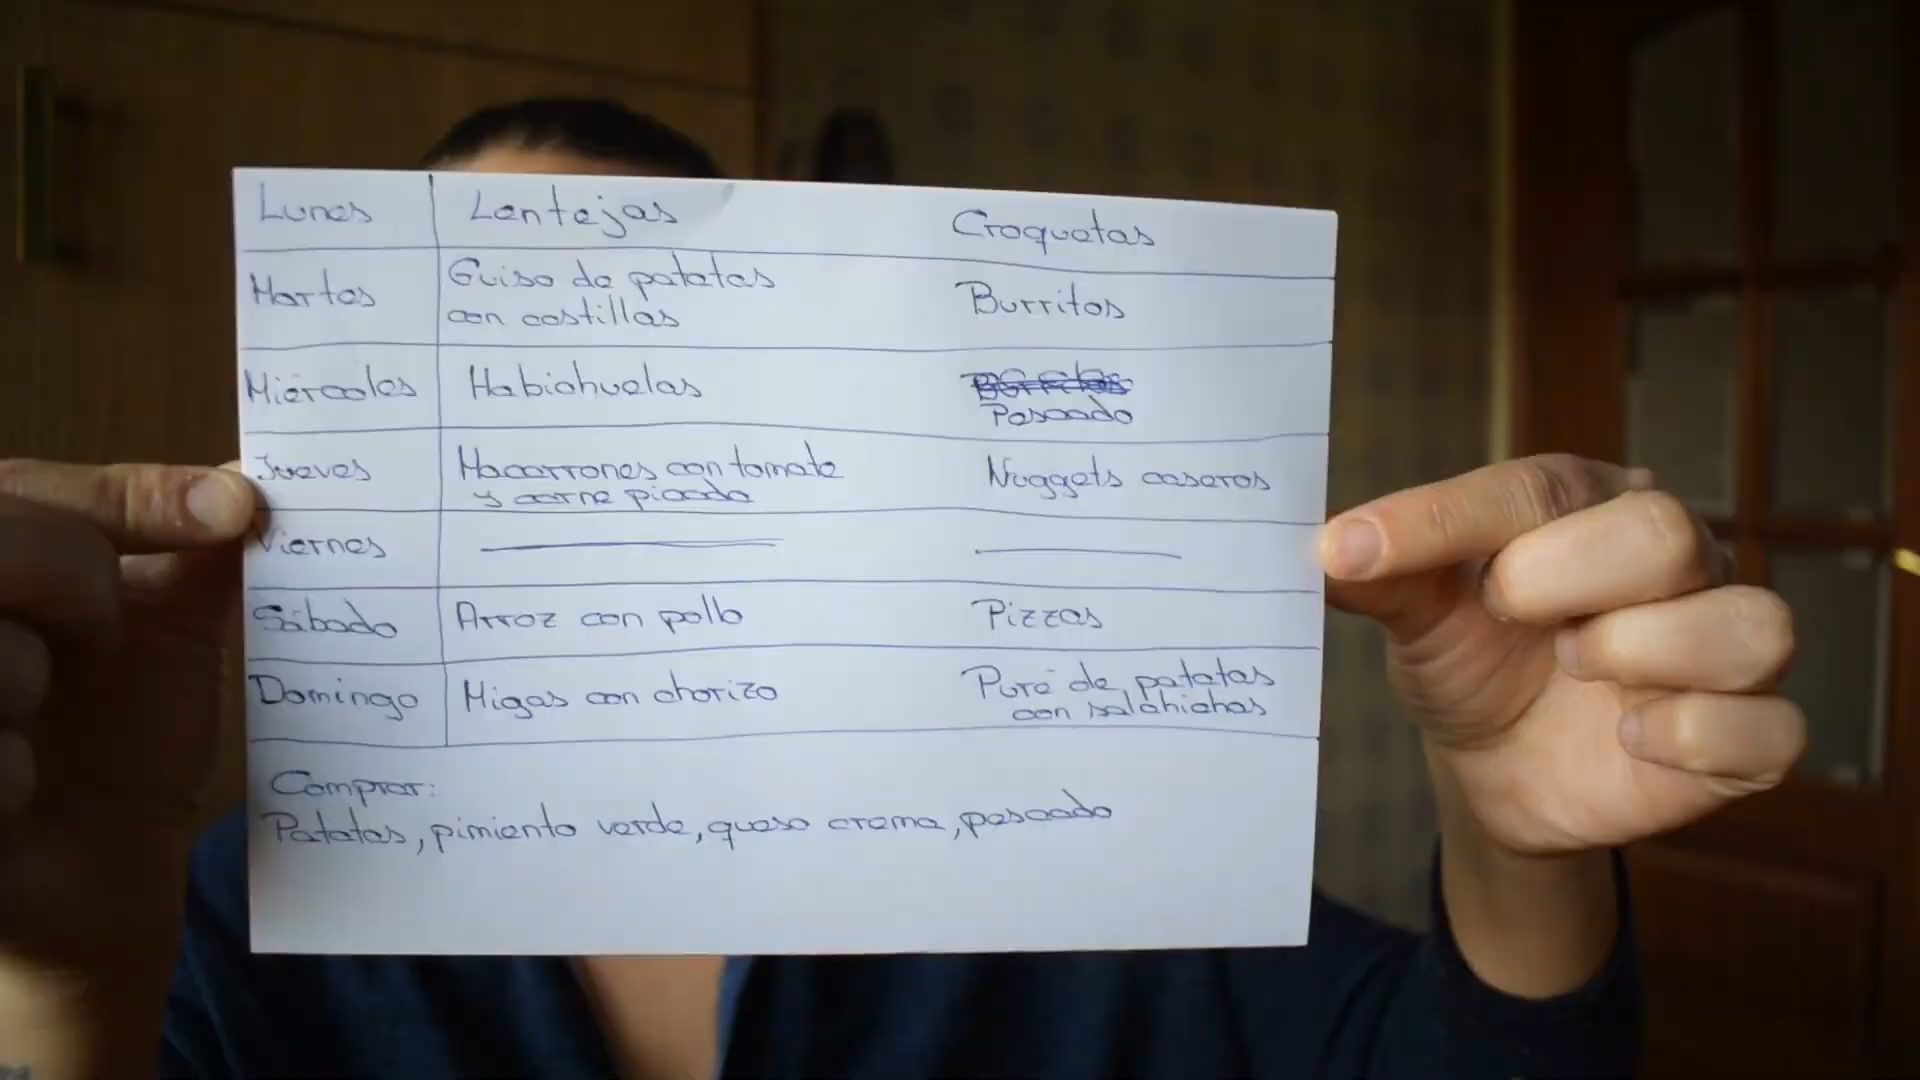 Lunes Lentejas Croquetas
Martes Guiso de patatas
con costillas Burritos
Miércoles Habichuelas
Pescado
Jueves Macarrones con tomate Nuggets caseros
y carne picada
Viernes
Sábado Arroz con pollo Pizzas
Domingo Migas con chorizo Puré de patatas
con salchichas
Comprar:
Patatas, pimiento verde, queso crema, pescado